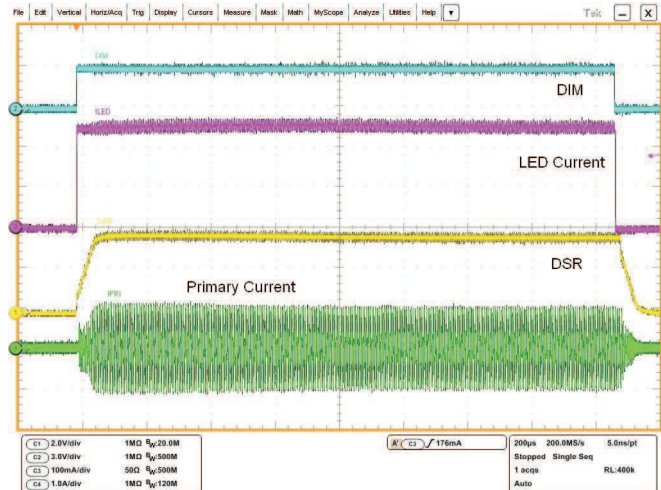 File Edit Vertical Horiz/Acq Trig Display Cursors Measure Mask Math MyScope Analyze Utilities Help Tek
DIM
2
DIM
ILED
LED Current
DSR
Primary Current
IPRI
1
C1 2.0V/div 1MΩ BW:20.0M
C2 3.0V/div 1MΩ BW:500M
C3 100mA/div 50Ω BW:500M
C4 1.0A/div 1MΩ BW:120M
A' C3 176mA
200µs 200.0MS/s 5.0ns/pt
Stopped Single Seq
1 acqs RL:400k
Auto